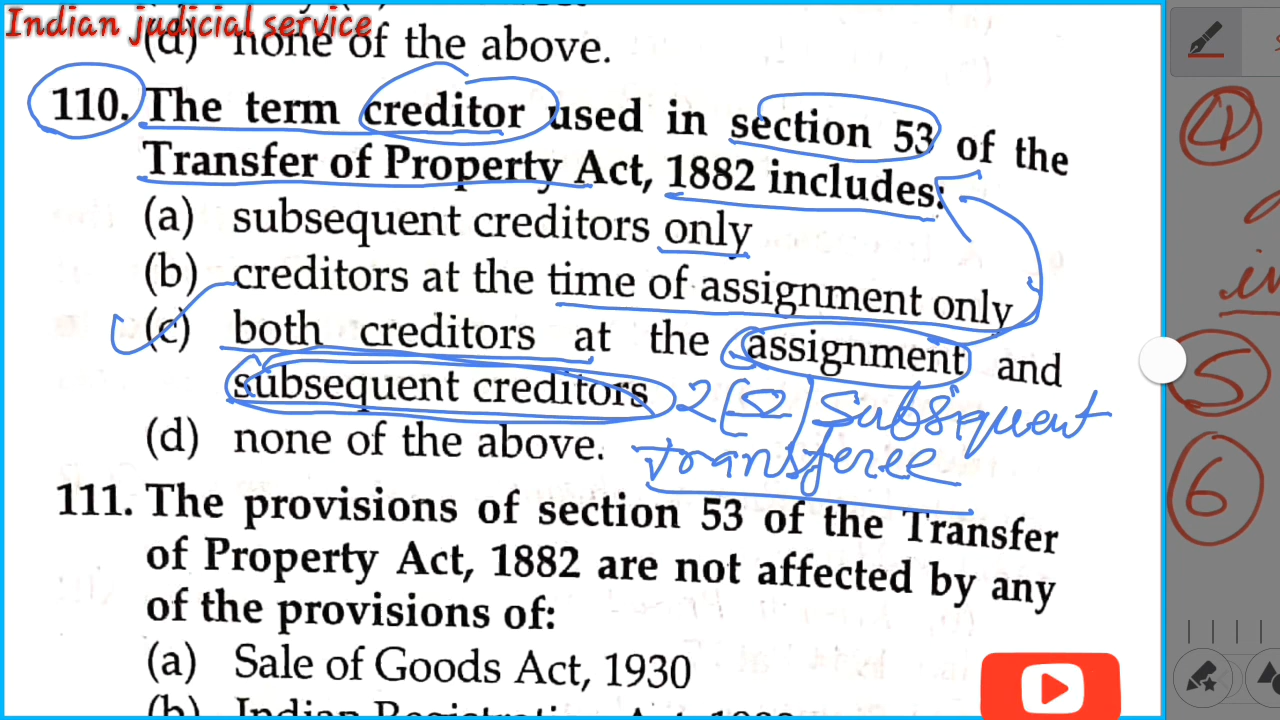 Indian judicial service
(d) none of the above.
110. The term creditor used in section 53 of the
Transfer of Property Act, 1882 includes:
(a) subsequent creditors only
(b) creditors at the time of assignment only
(c) both creditors at the assignment and
subsequent creditors 2 Subsequent
(d) none of the above. transferee
111. The provisions of section 53 of the Transfer
of Property Act, 1882 are not affected by any
of the provisions of:
(a) Sale of Goods Act, 1930
(b) Indian
4
5
6